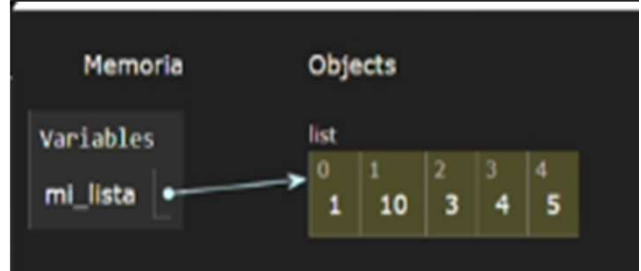 Memoria
Objects
Variables
list
mi_lista
0 1 2 3 4
1 10 3 4 5